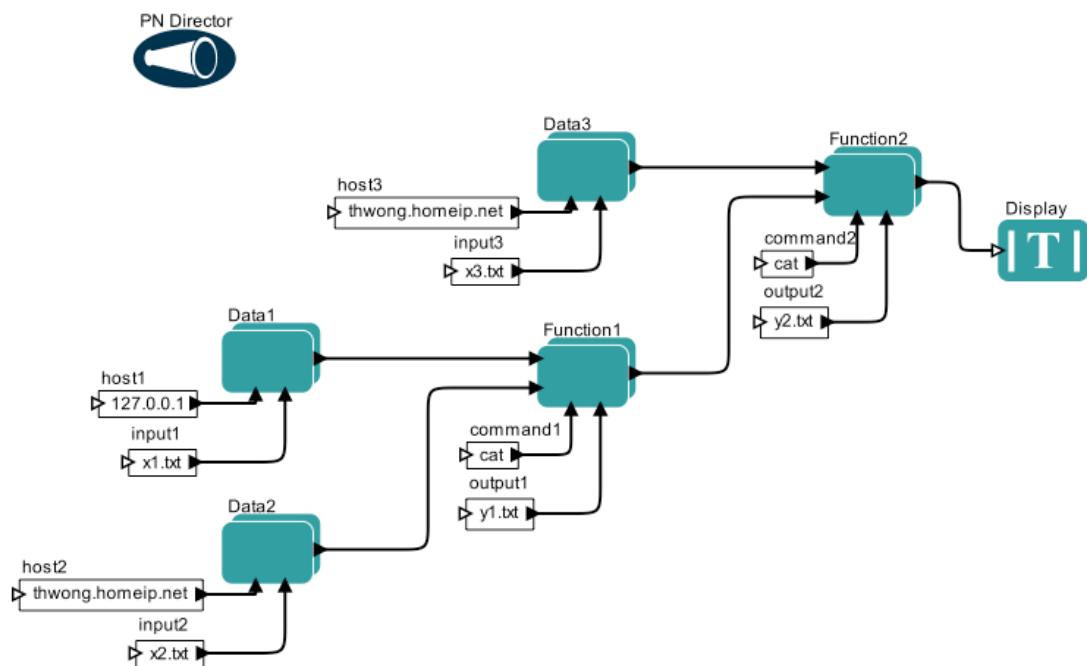 PN Director
Data3
Function2
host3
thwong.homeip.net
Display
input3
command2
x3.txt
cat
T
output2
Data1
Function1
y2.txt
host1
127.0.0.1
input1
command1
x1.txt
cat
output1
Data2
y1.txt
host2
thwong.homeip.net
input2
x2.txt